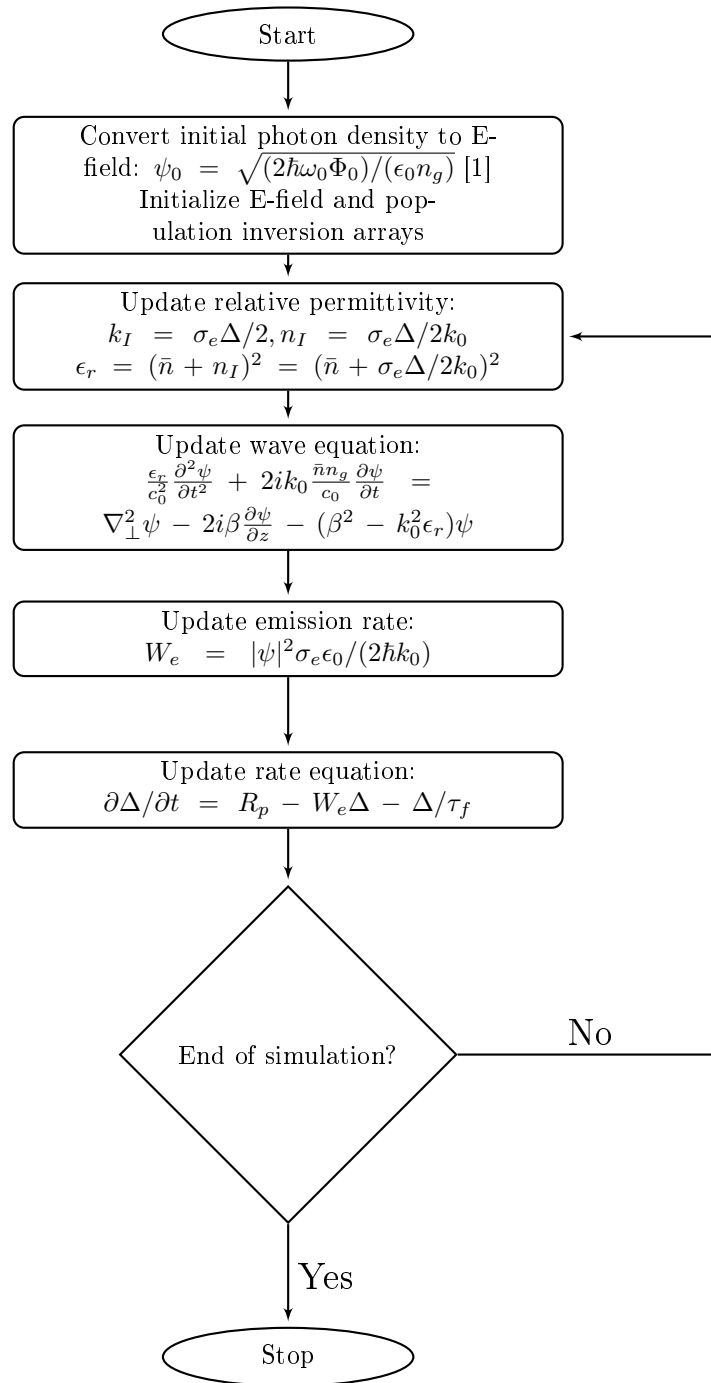 Start
Convert initial photon density to E-
field: ψ₀ = √(2ℏω₀Φ₀)/(ϵ₀n_g) [1]
Initialize E-field and pop-
ulation inversion arrays
Update relative permittivity:
k_I = σ_eΔ/2, n_I = σ_eΔ/2k₀
ϵ_r = (n̄ + n_I)² = (n̄ + σ_eΔ/2k₀)²
Update wave equation:
ϵ_r/c₀² ∂²ψ/∂t² + 2ik₀ n̄n_g/c₀ ∂ψ/∂t =
∇²_⊥ψ − 2iβ ∂ψ/∂z − (β² − k₀²ϵ_r)ψ
Update emission rate:
W_e = |ψ|²σ_eϵ₀/(2ℏk₀)
Update rate equation:
∂Δ/∂t = R_p − W_eΔ − Δ/τ_f
End of simulation?
No
Yes
Stop